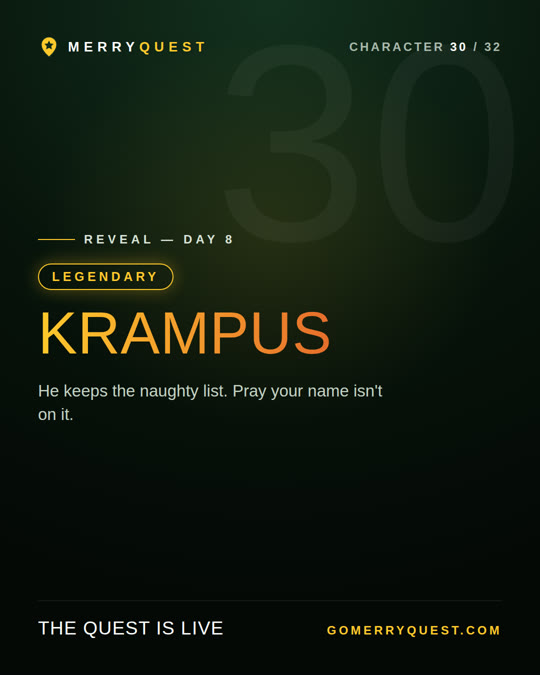 MERRYQUEST
CHARACTER 30 / 32
30
REVEAL — DAY 8
LEGENDARY
KRAMPUS
He keeps the naughty list. Pray your name isn't
on it.
THE QUEST IS LIVE
GOMERRYQUEST.COM